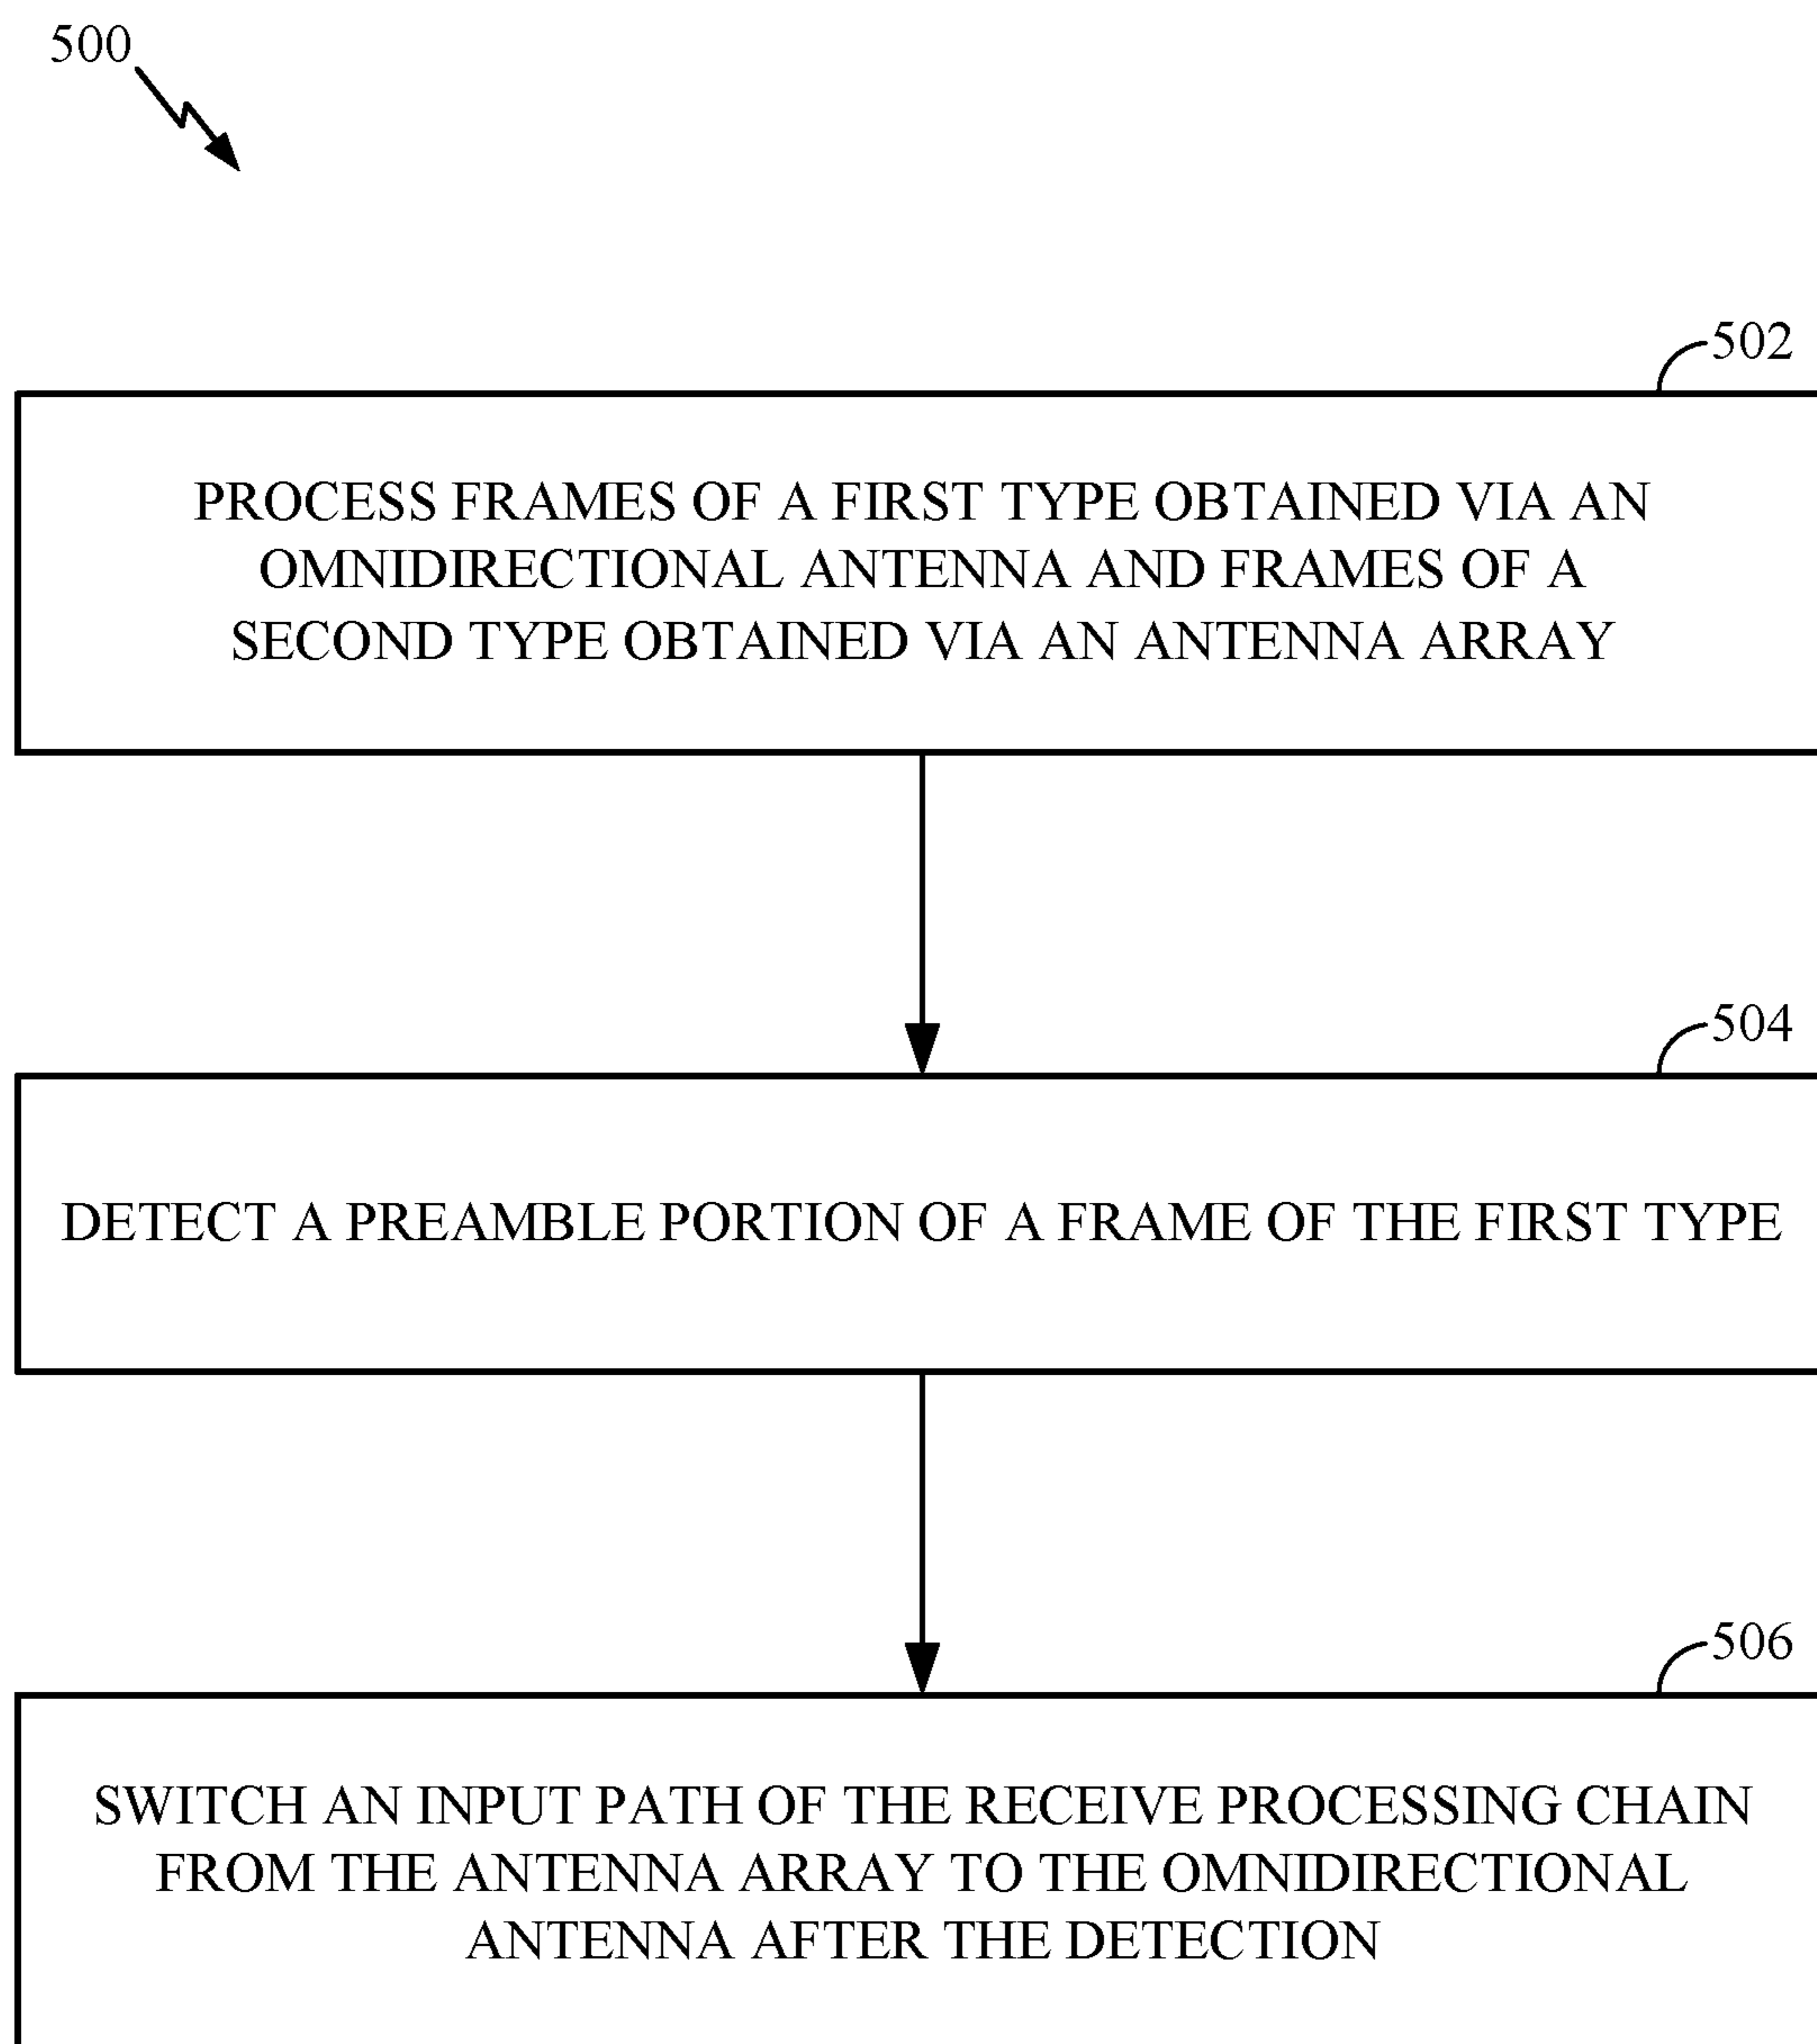 500
502
PROCESS FRAMES OF A FIRST TYPE OBTAINED VIA AN
OMNIDIRECTIONAL ANTENNA AND FRAMES OF A
SECOND TYPE OBTAINED VIA AN ANTENNA ARRAY
504
DETECT A PREAMBLE PORTION OF A FRAME OF THE FIRST TYPE
506
SWITCH AN INPUT PATH OF THE RECEIVE PROCESSING CHAIN
FROM THE ANTENNA ARRAY TO THE OMNIDIRECTIONAL
ANTENNA AFTER THE DETECTION